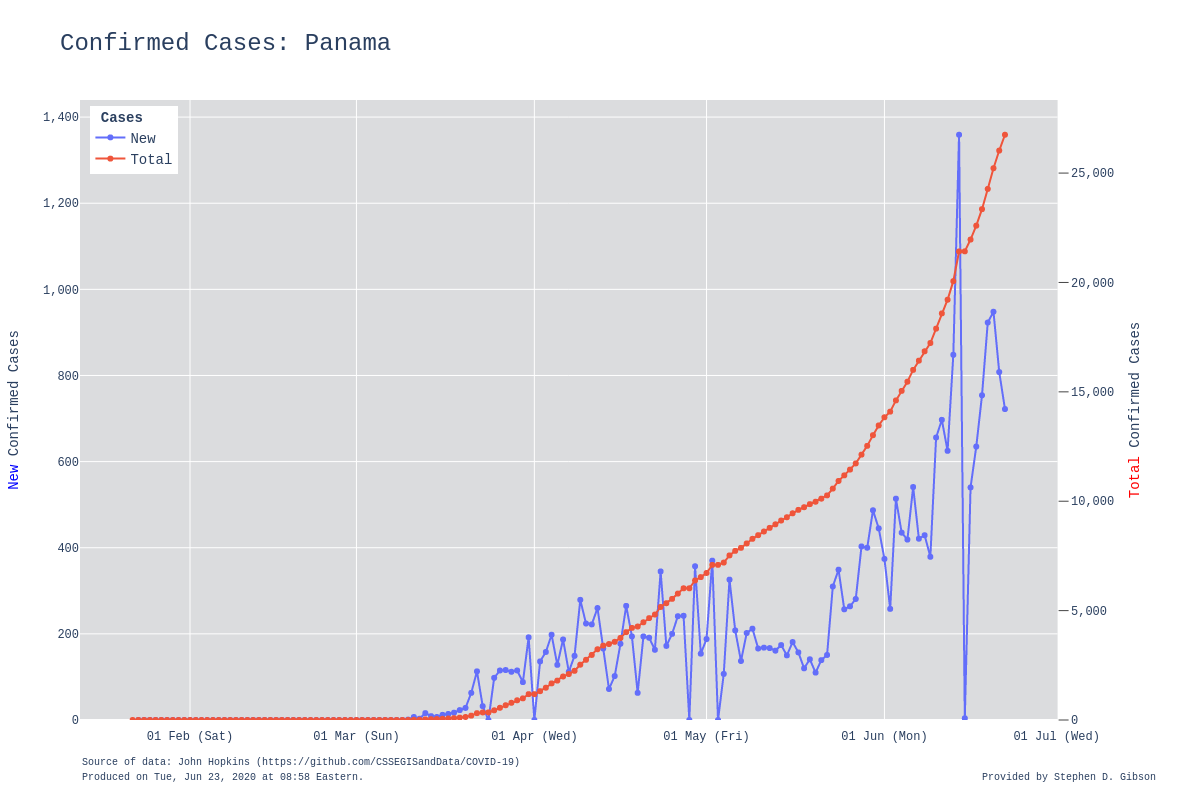 Confirmed Cases: Panama
Cases
New
Total
1,400
1,200
1,000
800
600
400
200
0
25,000
20,000
15,000
10,000
5,000
0
New Confirmed Cases
Total Confirmed Cases
01 Feb (Sat)
01 Mar (Sun)
01 Apr (Wed)
01 May (Fri)
01 Jun (Mon)
01 Jul (Wed)
Source of data: John Hopkins (https://github.com/CSSEGISandData/COVID-19)
Produced on Tue, Jun 23, 2020 at 08:58 Eastern.
Provided by Stephen D. Gibson